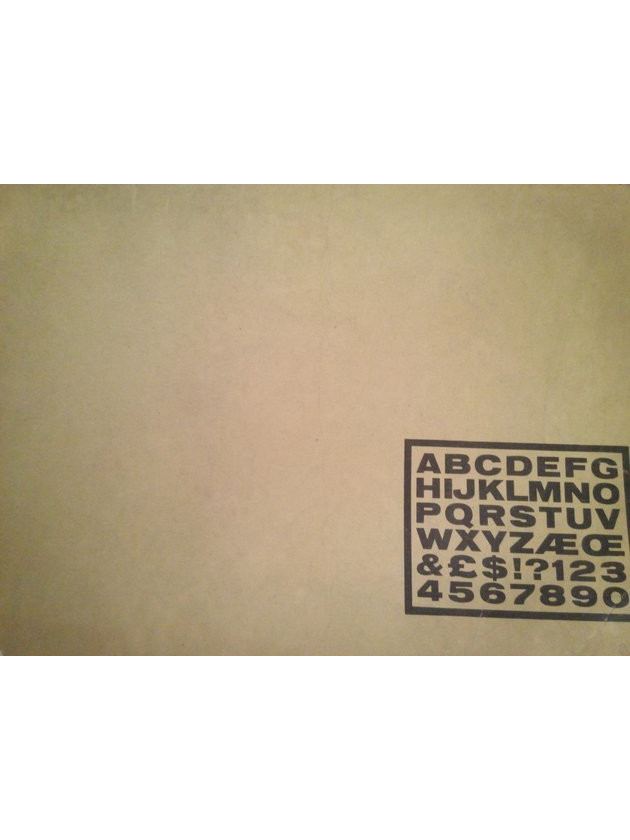 ABCDEFG
HIJKLMNO
PQRSTUV
WXYZÆŒ
&£$!?123
4567890